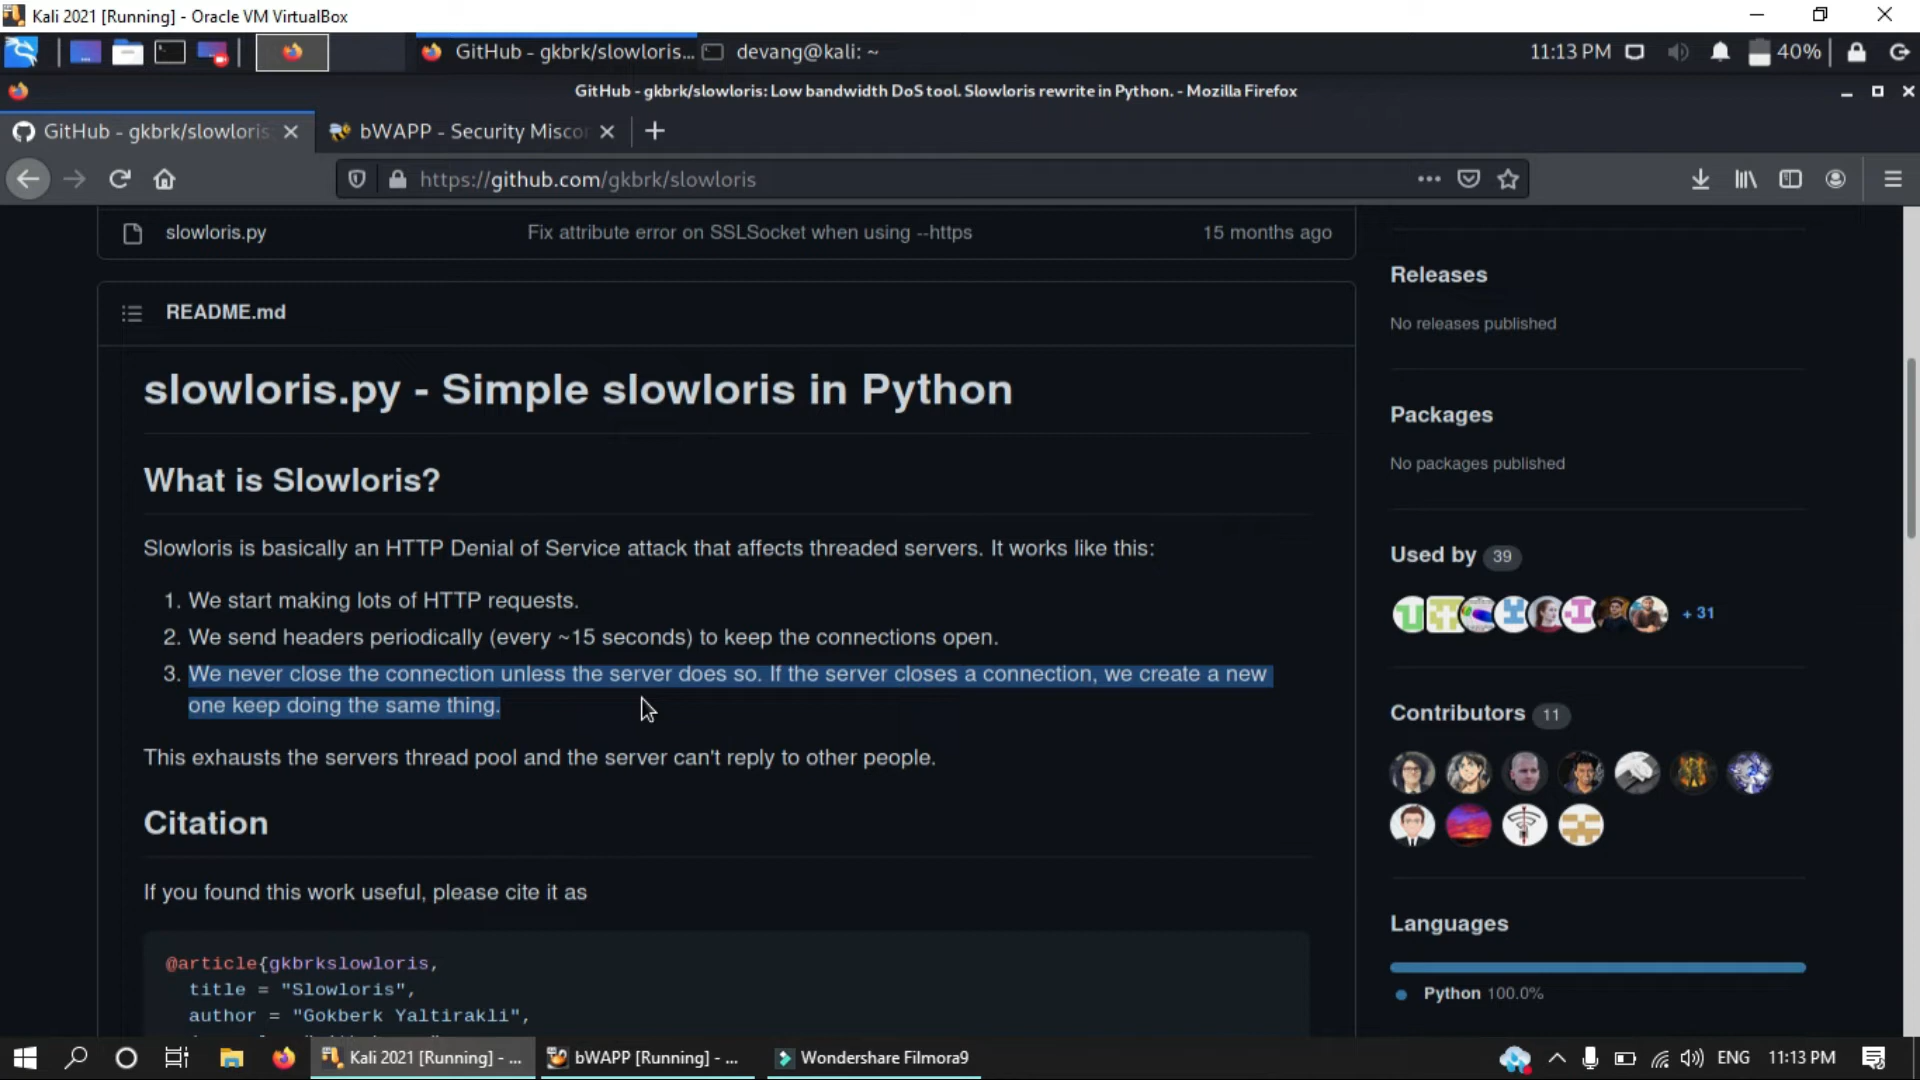 Kali 2021 [Running] - Oracle VM VirtualBox
GitHub - gkbrk/slowloris...
devang@kali: ~
11:13 PM
40%
GitHub - gkbrk/slowloris: Low bandwidth DoS tool. Slowloris rewrite in Python. - Mozilla Firefox
GitHub - gkbrk/slowloris
bWAPP - Security Misco
https://github.com/gkbrk/slowloris
slowloris.py
Fix attribute error on SSLSocket when using --https
15 months ago
README.md
slowloris.py - Simple slowloris in Python
What is Slowloris?
Slowloris is basically an HTTP Denial of Service attack that affects threaded servers. It works like this:
1. We start making lots of HTTP requests.
2. We send headers periodically (every ~15 seconds) to keep the connections open.
3. We never close the connection unless the server does so. If the server closes a connection, we create a new
one keep doing the same thing.
This exhausts the servers thread pool and the server can't reply to other people.
Citation
If you found this work useful, please cite it as
@article{gkbrkslowloris,
title = "Slowloris",
author = "Gokberk Yaltirakli",
Releases
No releases published
Packages
No packages published
Used by 39
+ 31
Contributors 11
Languages
Python 100.0%
Kali 2021 [Running] - ...
bWAPP [Running] - ...
Wondershare Filmora9
ENG
11:13 PM